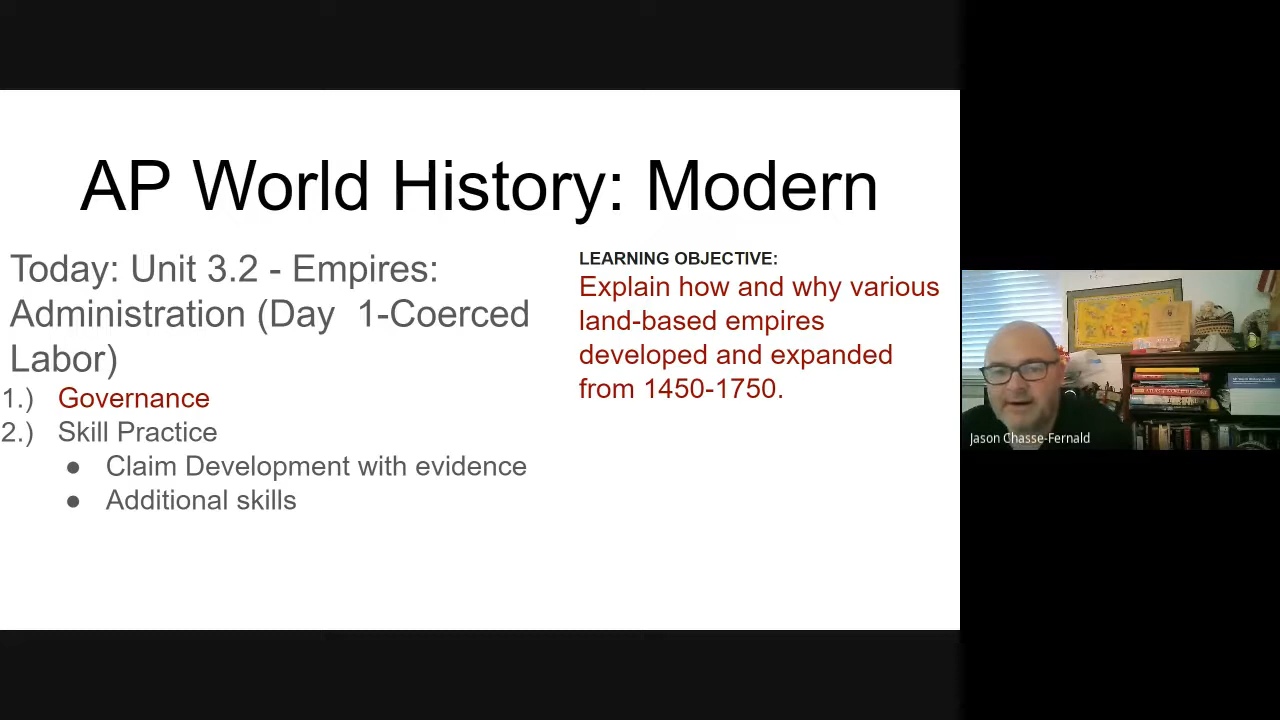 AP World History: Modern
Today: Unit 3.2 - Empires:
Administration (Day  1-Coerced
Labor)
1.) Governance
2.) Skill Practice
● Claim Development with evidence
● Additional skills
LEARNING OBJECTIVE:
Explain how and why various
land-based empires
developed and expanded
from 1450-1750.
Jason Chasse-Fernald